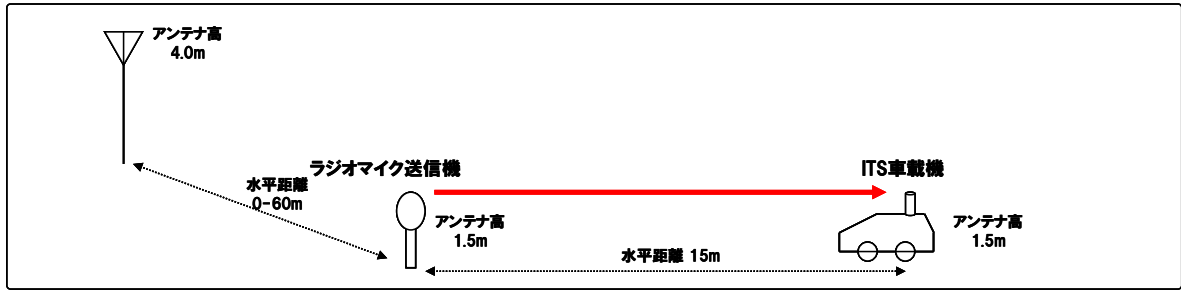 アンテナ高
4.0m
ラジオマイク送信機
ITS車載機
水平距離
0-60m
アンテナ高
1.5m
アンテナ高
1.5m
水平距離 15m